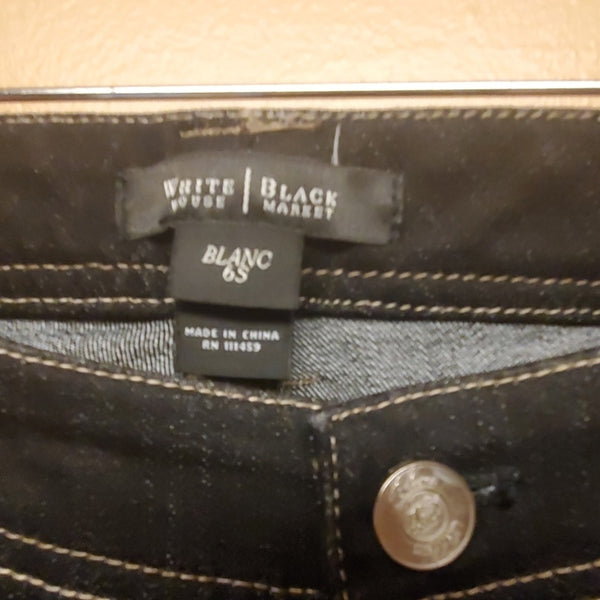 WHITE | BLACK
HOUSE MARKET
BLANC
6S
MADE IN CHINA
RN 111459